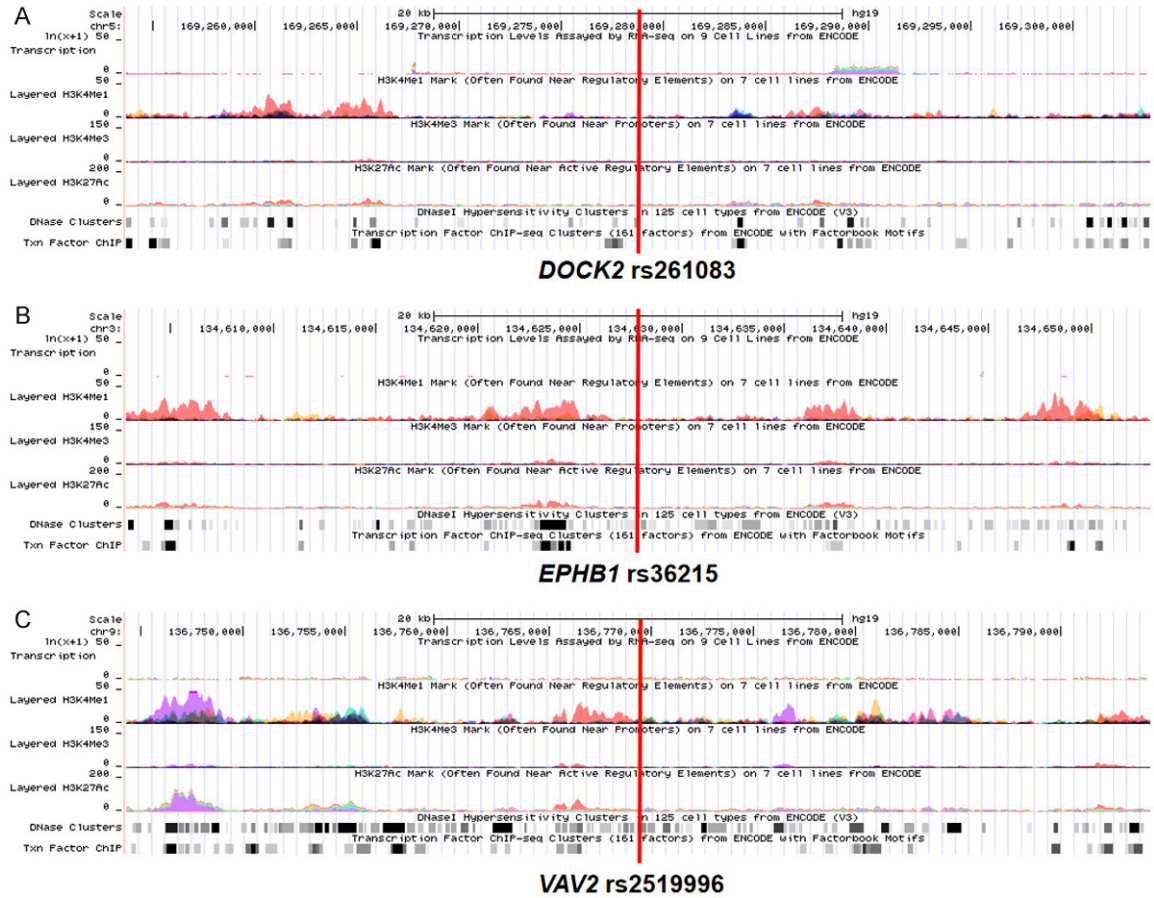 A
Scale 20 kb hg19
chr5: 169,260,000 169,265,000 169,270,000 169,275,000 169,280,000 169,285,000 169,290,000 169,295,000 169,300,000
ln(x+1) 50 Transcription Levels Assayed by RNA-seq on 9 Cell Lines from ENCODE
Transcription
0
H3K4Me1 Mark (Often Found Near Regulatory Elements) on 7 cell lines from ENCODE
50
Layered H3K4Me1
0
H3K4Me3 Mark (Often Found Near Promoters) on 7 cell lines from ENCODE
150
Layered H3K4Me3
0
H3K27Ac Mark (Often Found Near Active Regulatory Elements) on 7 cell lines from ENCODE
200
Layered H3K27Ac
0
DNaseI Hypersensitivity Clusters in 125 cell types from ENCODE (V3)
DNase Clusters
Transcription Factor ChIP-seq Clusters (161 factors) from ENCODE with Factorbook Motifs
Txn Factor ChIP
DOCK2 rs261083
B
Scale 20 kb hg19
chr3: 134,610,000 134,615,000 134,620,000 134,625,000 134,630,000 134,635,000 134,640,000 134,645,000 134,650,000
ln(x+1) 50 Transcription Levels Assayed by RNA-seq on 9 Cell Lines from ENCODE
Transcription
0
H3K4Me1 Mark (Often Found Near Regulatory Elements) on 7 cell lines from ENCODE
50
Layered H3K4Me1
0
H3K4Me3 Mark (Often Found Near Promoters) on 7 cell lines from ENCODE
150
Layered H3K4Me3
0
H3K27Ac Mark (Often Found Near Active Regulatory Elements) on 7 cell lines from ENCODE
200
Layered H3K27Ac
0
DNaseI Hypersensitivity Clusters in 125 cell types from ENCODE (V3)
DNase Clusters
Transcription Factor ChIP-seq Clusters (161 factors) from ENCODE with Factorbook Motifs
Txn Factor ChIP
EPHB1 rs36215
C
Scale 20 kb hg19
chr9: 136,750,000 136,755,000 136,760,000 136,765,000 136,770,000 136,775,000 136,780,000 136,785,000 136,790,000
ln(x+1) 50 Transcription Levels Assayed by RNA-seq on 9 Cell Lines from ENCODE
Transcription
0
H3K4Me1 Mark (Often Found Near Regulatory Elements) on 7 cell lines from ENCODE
50
Layered H3K4Me1
0
H3K4Me3 Mark (Often Found Near Promoters) on 7 cell lines from ENCODE
150
Layered H3K4Me3
0
H3K27Ac Mark (Often Found Near Active Regulatory Elements) on 7 cell lines from ENCODE
200
Layered H3K27Ac
0
DNaseI Hypersensitivity Clusters in 125 cell types from ENCODE (V3)
DNase Clusters
Transcription Factor ChIP-seq Clusters (161 factors) from ENCODE with Factorbook Motifs
Txn Factor ChIP
VAV2 rs2519996